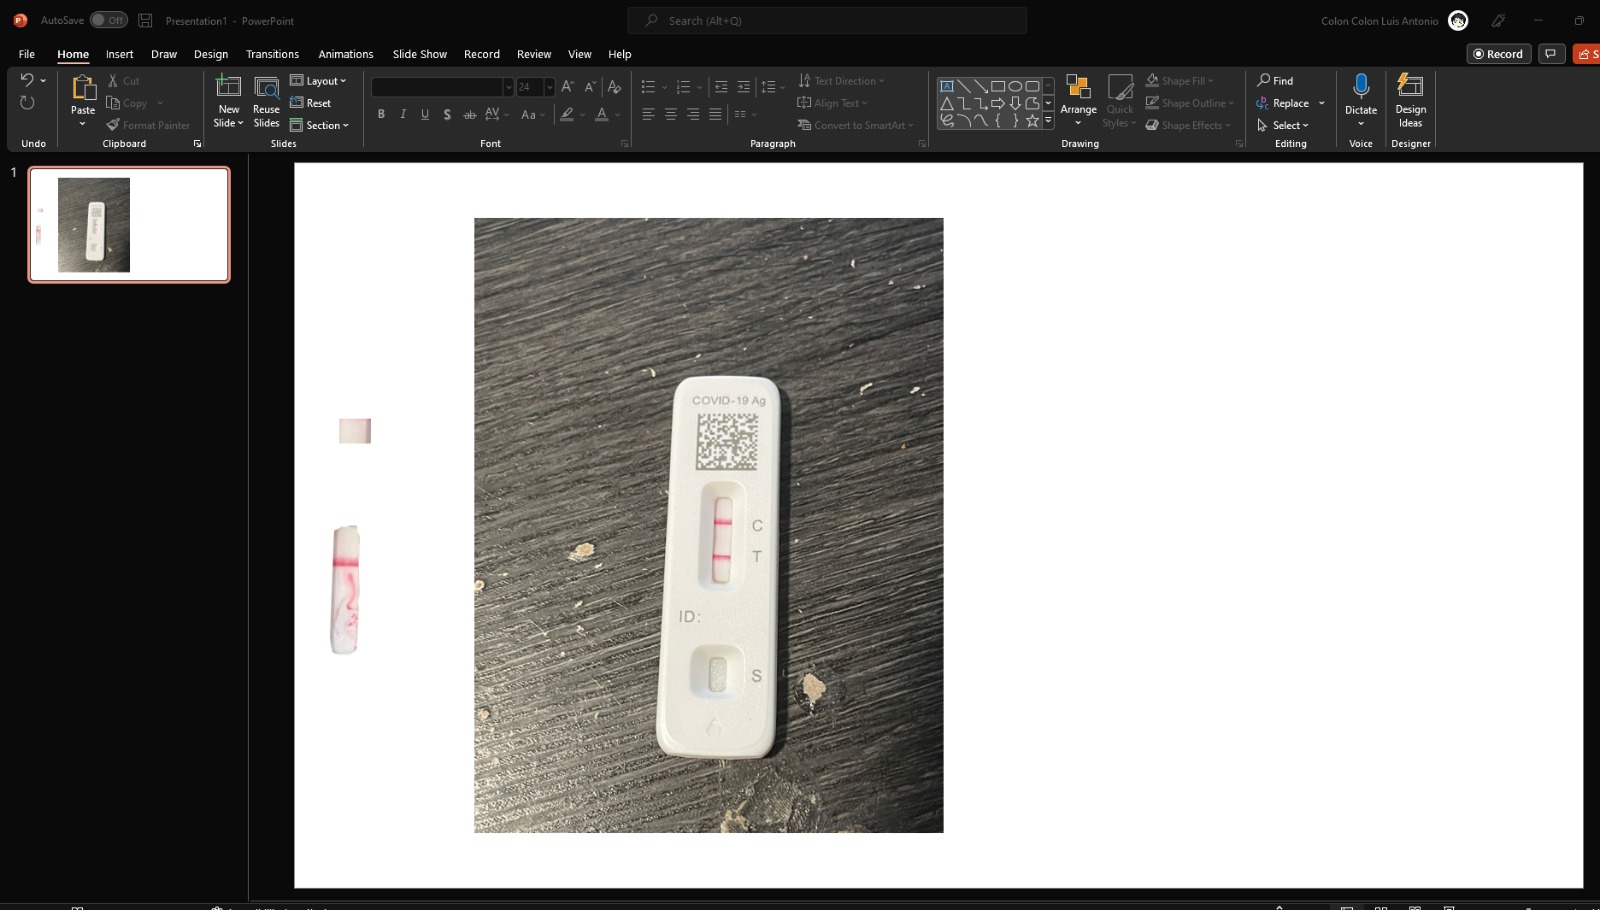 AutoSave Off Presentation1 - PowerPoint Search (Alt+Q) Colon Colon Luis Antonio
File Home Insert Draw Design Transitions Animations Slide Show Record Review View Help Record S
Paste Cut Copy Format Painter
New Slide Reuse Slides Layout Reset Section
24
B I U S ab AV Aa A
Text Direction Align Text Convert to SmartArt
Arrange Quick Styles Shape Fill Shape Outline Shape Effects
Find Replace Select
Dictate
Design Ideas
Undo Clipboard Slides Font Paragraph Drawing Editing Voice Designer
1
COVID-19 Ag
C
T
ID:
S